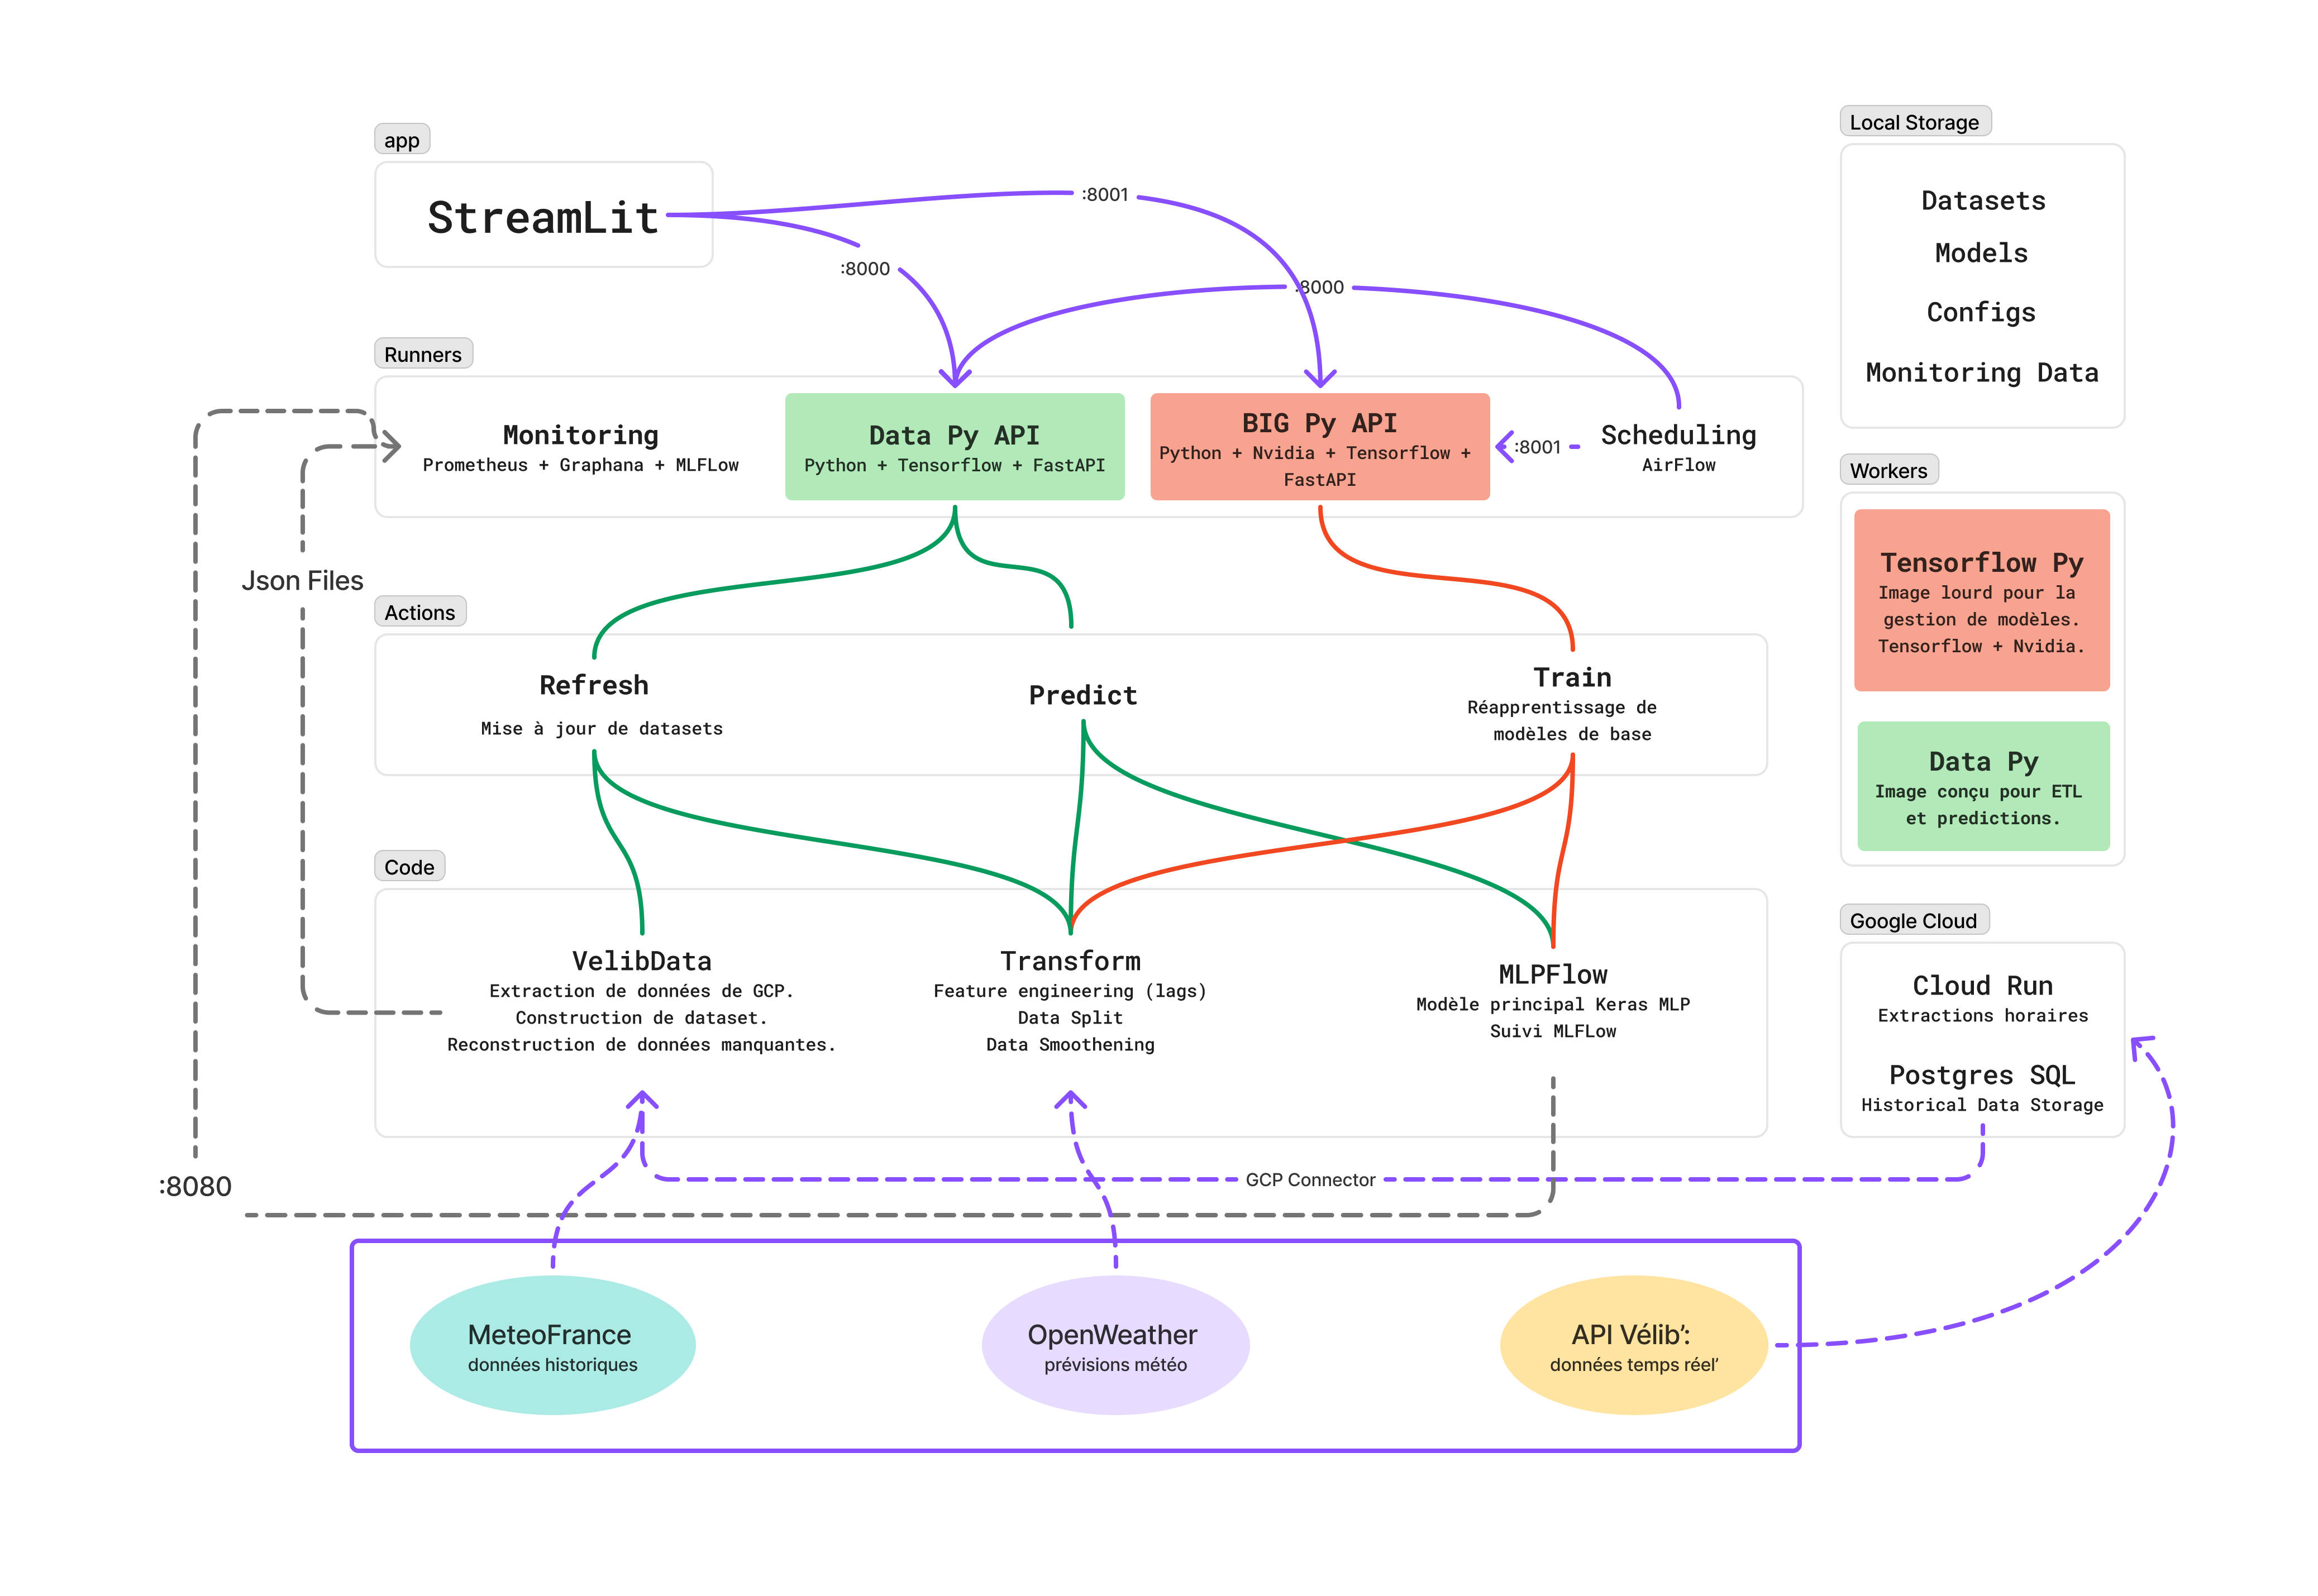 app
StreamLit
:8001
:8000
:8000
Runners
Monitoring
Prometheus + Graphana + MLFLow
Data Py API
Python + Tensorflow + FastAPI
BIG Py API
Python + Nvidia + Tensorflow +
FastAPI
:8001
Scheduling
AirFlow
Json Files
Actions
Refresh
Mise à jour de datasets
Predict
Train
Réapprentissage de
modèles de base
Code
VelibData
Extraction de données de GCP.
Construction de dataset.
Reconstruction de données manquantes.
Transform
Feature engineering (lags)
Data Split
Data Smoothening
MLPFlow
Modèle principal Keras MLP
Suivi MLFLow
:8080
GCP Connector
MeteoFrance
données historiques
OpenWeather
prévisions météo
API Vélib’:
données temps réel’
Local Storage
Datasets
Models
Configs
Monitoring Data
Workers
Tensorflow Py
Image lourd pour la
gestion de modèles.
Tensorflow + Nvidia.
Data Py
Image conçu pour ETL
et predictions.
Google Cloud
Cloud Run
Extractions horaires
Postgres SQL
Historical Data Storage